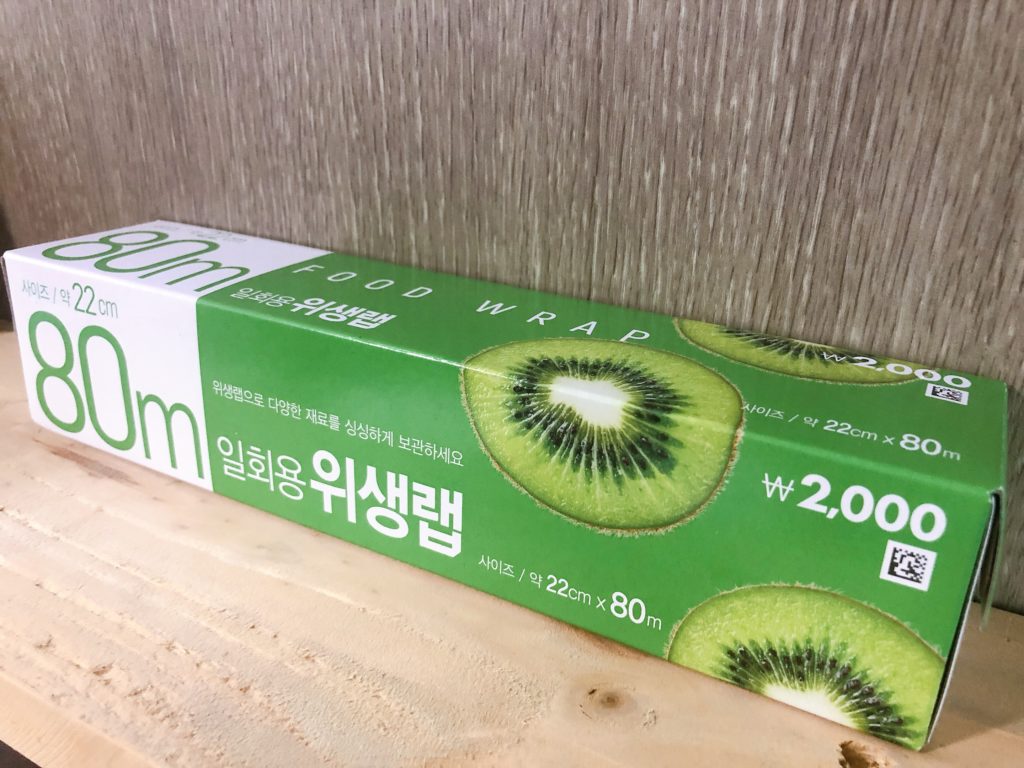 80m
FOOD WRAP
일회용 위생랩
₩2,000
사이즈 / 약 22cm x 80m
사이즈 / 약 22cm
80m
위생랩으로 다양한 재료를 싱싱하게 보관하세요
일회용 위생랩
사이즈 / 약 22cm x 80m
₩2,000